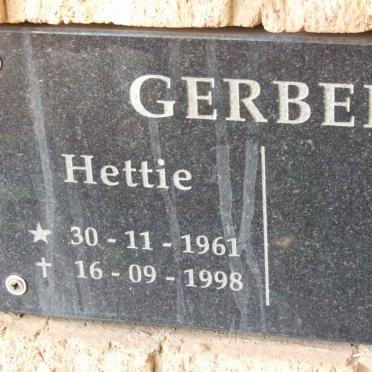 GERBE
Hettie
★ 30 - 11 - 1961
✝ 16 - 09 - 1998